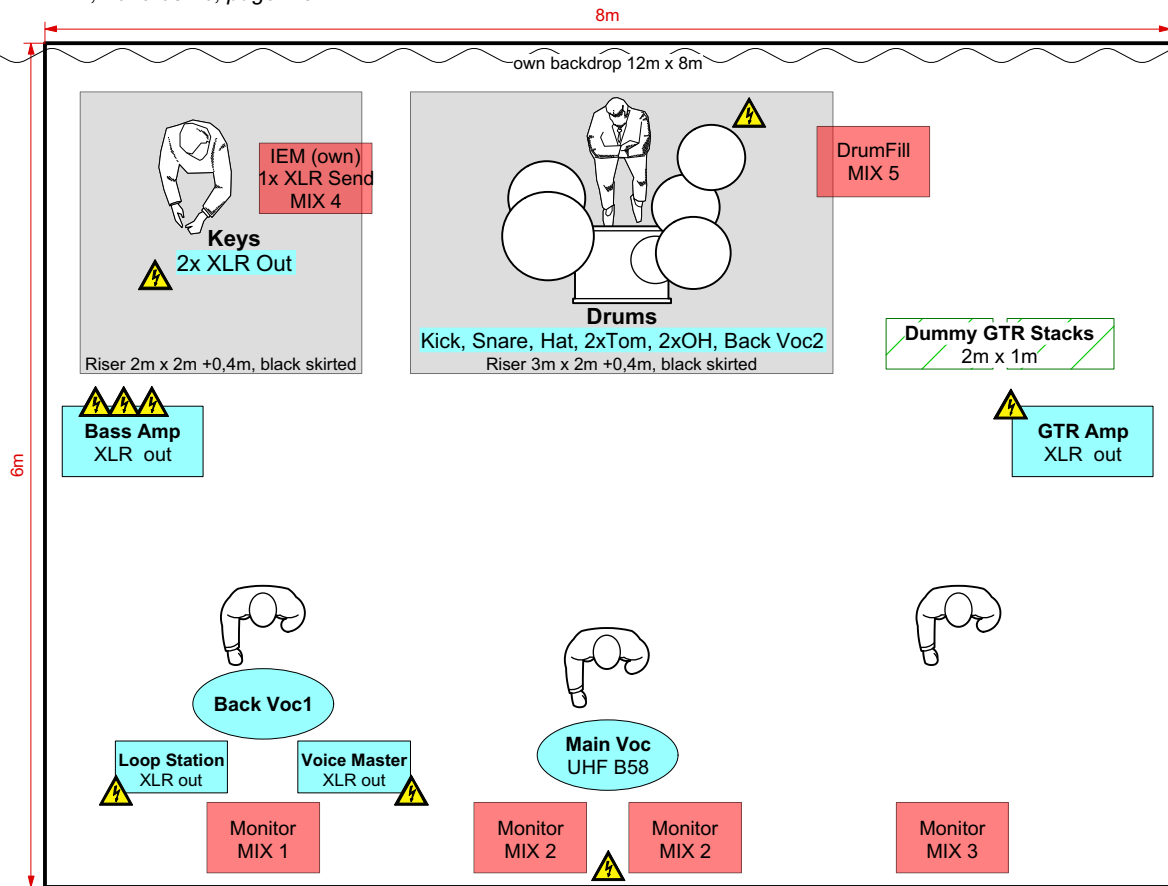 8m
own backdrop 12m x 8m
IEM (own)
1x XLR Send
MIX 4
DrumFill
MIX 5
Keys
2x XLR Out
Drums
Kick, Snare, Hat, 2xTom, 2xOH, Back Voc2
Riser 2m x 2m +0,4m, black skirted
Riser 3m x 2m +0,4m, black skirted
Dummy GTR Stacks
2m x 1m
Bass Amp
XLR out
GTR Amp
XLR out
6m
Back Voc1
Loop Station
XLR out
Voice Master
XLR out
Main Voc
UHF B58
Monitor
MIX 1
Monitor
MIX 2
Monitor
MIX 2
Monitor
MIX 3